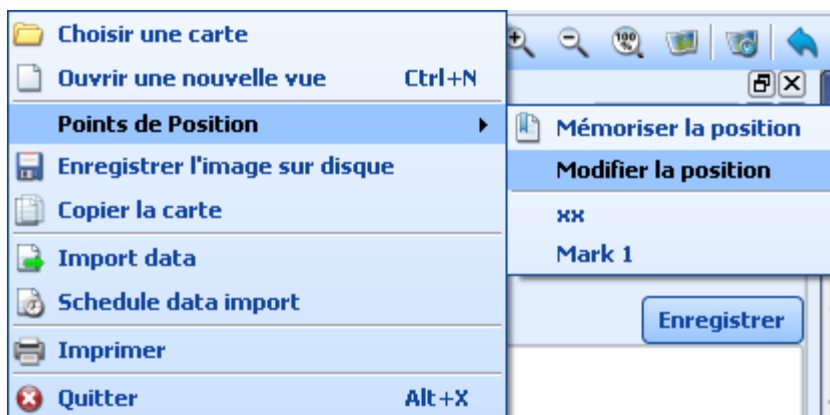 Choisir une carte
Ouvrir une nouvelle vue Ctrl+N
Points de Position
Enregistrer l'image sur disque
Copier la carte
Import data
Schedule data import
Imprimer
Quitter Alt+X
100%
Mémoriser la position
Modifier la position
xx
Mark 1
Enregistrer